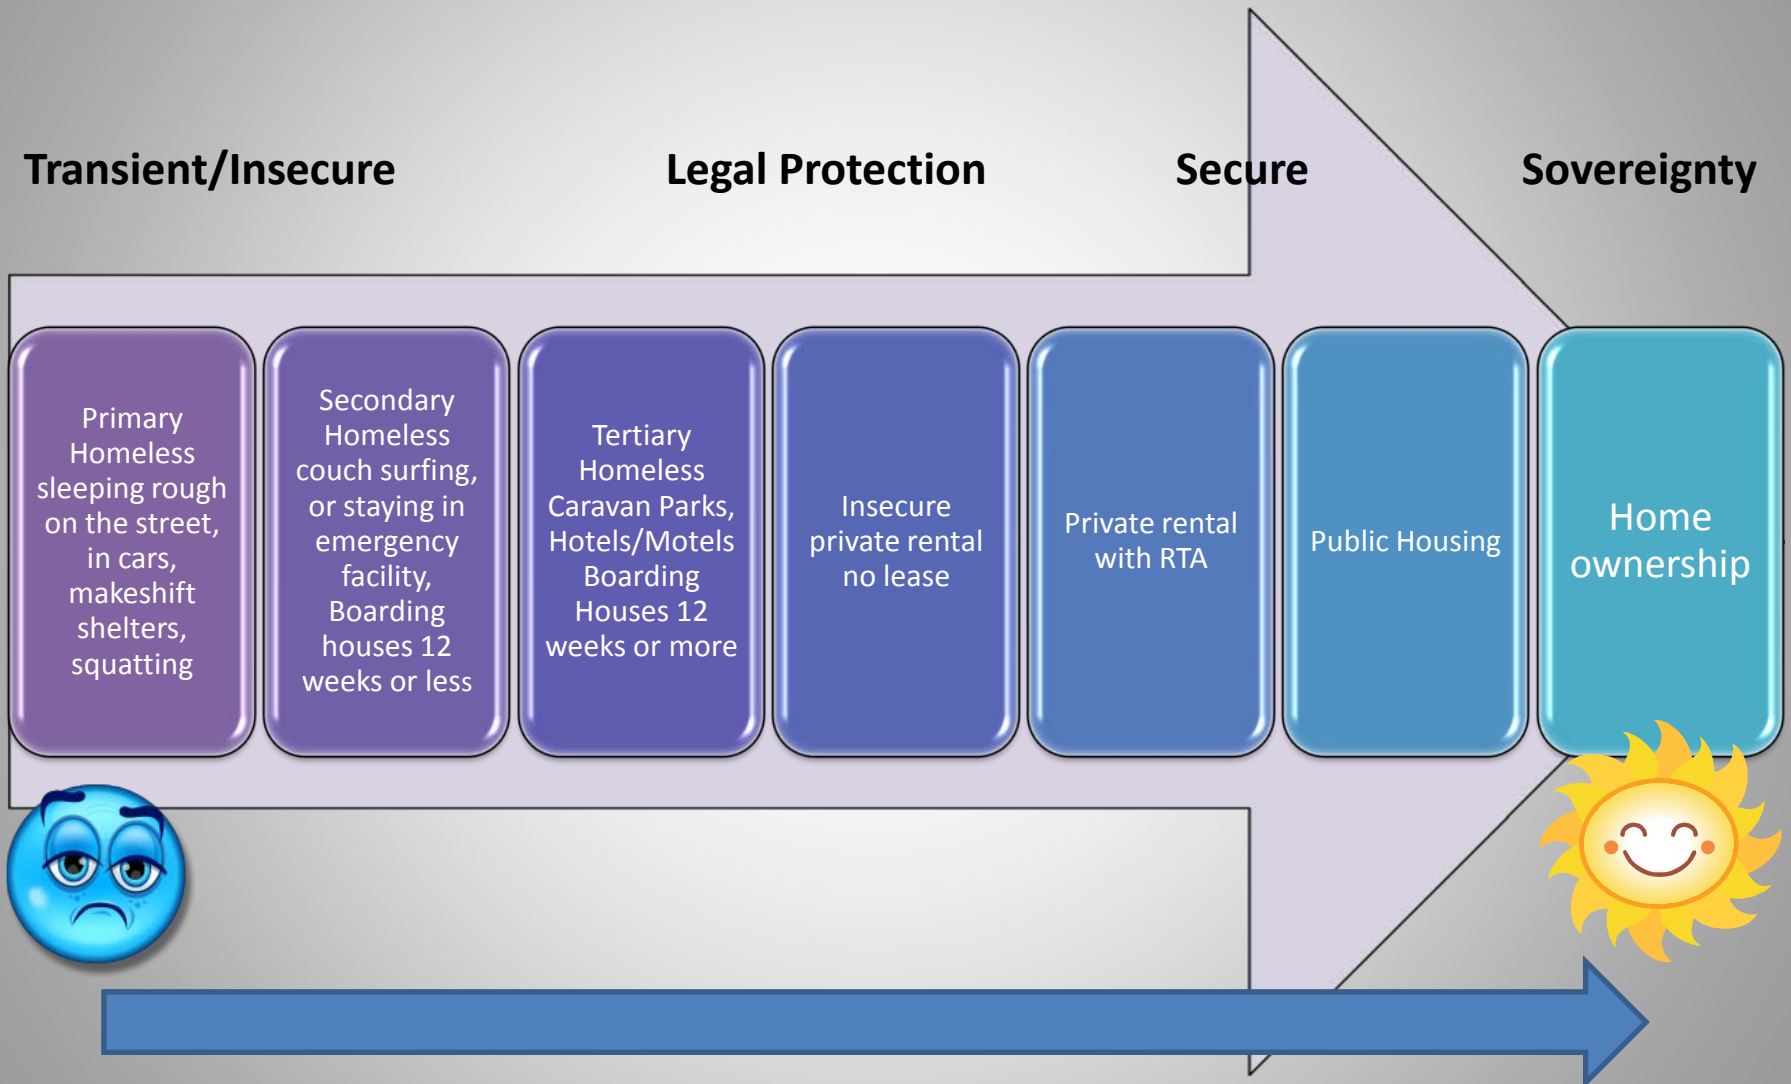 Transient/Insecure
Legal Protection
Secure
Sovereignty
Primary
Homeless
sleeping rough
on the street,
in cars,
makeshift
shelters,
squatting
Secondary
Homeless
couch surfing,
or staying in
emergency
facility,
Boarding
houses 12
weeks or less
Tertiary
Homeless
Caravan Parks,
Hotels/Motels
Boarding
Houses 12
weeks or more
Insecure
private rental
no lease
Private rental
with RTA
Public Housing
Home
ownership